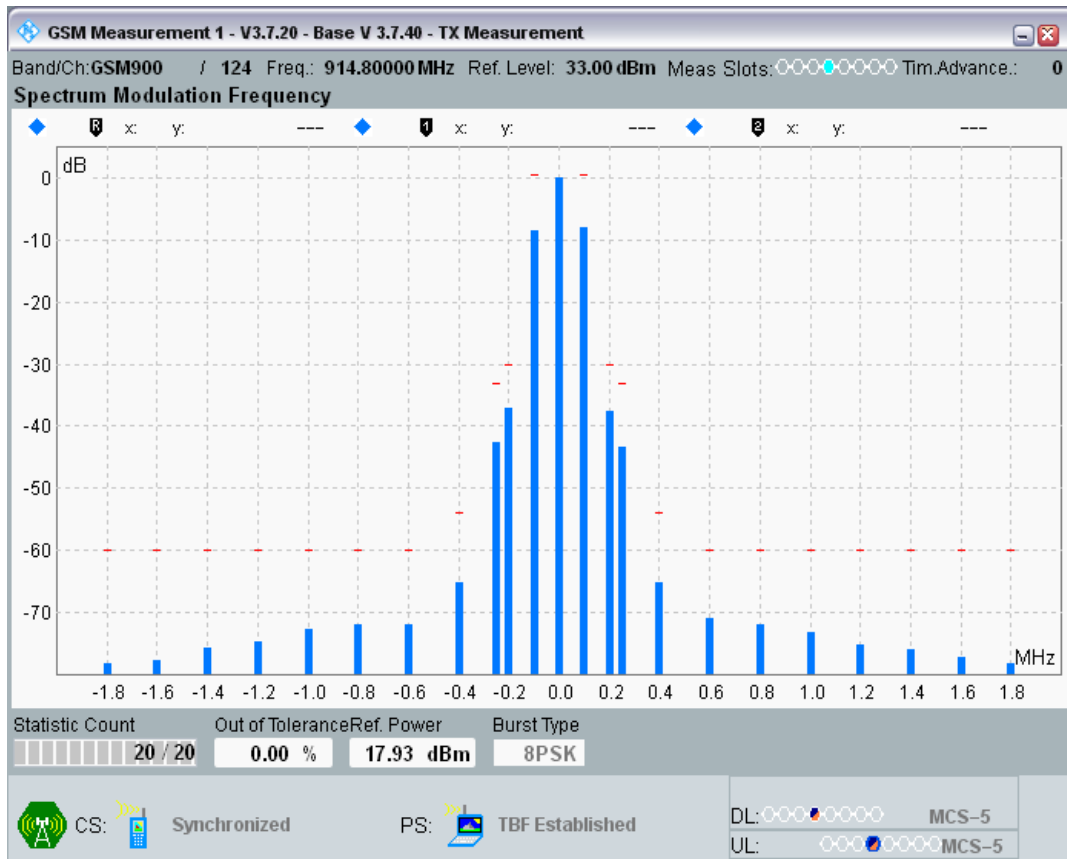 GSM Measurement 1 - V3.7.20 - Base V 3.7.40 - TX Measurement
Band/Ch:GSM900 / 124 Freq.: 914.80000 MHz Ref. Level: 33.00 dBm Meas Slots: Tim.Advance.: 0
Spectrum Modulation Frequency
R x: y: --- 1 x: y: --- 2 x: y: ---
dB
0
-10
-20
-30
-40
-50
-60
-70
MHz
-1.8 -1.6 -1.4 -1.2 -1.0 -0.8 -0.6 -0.4 -0.2 0.0 0.2 0.4 0.6 0.8 1.0 1.2 1.4 1.6 1.8
Statistic Count Out of Tolerance Ref. Power Burst Type
20 / 20 0.00 % 17.93 dBm 8PSK
CS: Synchronized PS: TBF Established
DL: MCS-5
UL: MCS-5